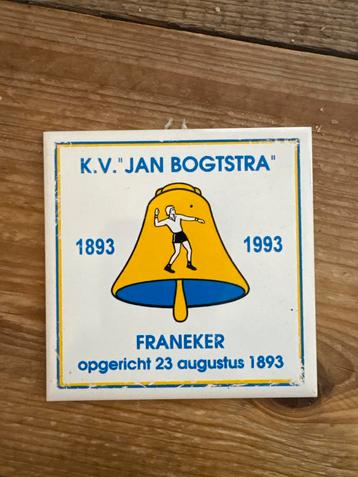 K.V. "JAN BOGTSTRA"
1893 1993
FRANEKER
opgericht 23 augustus 1893